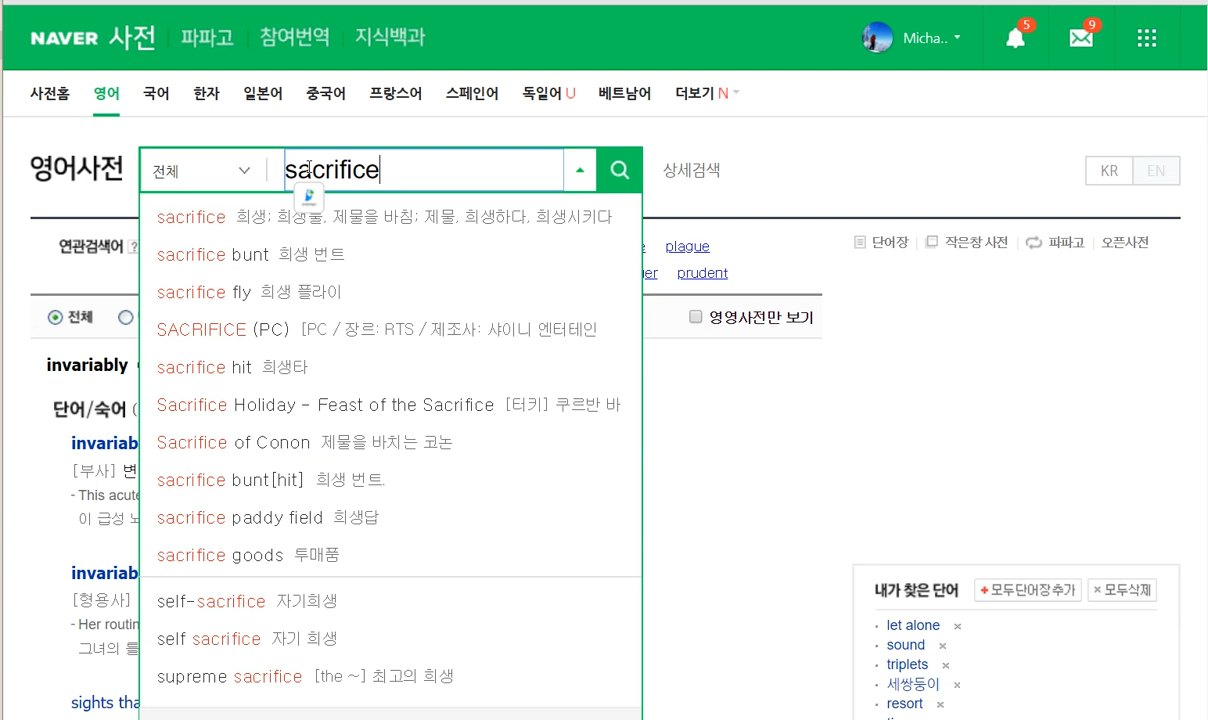 NAVER 사전 파파고 참여번역 지식백과 Micha.. 5 9
사전홈 영어 국어 한자 일본어 중국어 프랑스어 스페인어 독일어 U 베트남어 더보기 N
영어사전 전체 sacrifice 상세검색 KR EN
sacrifice 희생; 희생물, 제물을 바침; 제물, 희생하다, 희생시키다
연관검색어 ? plague
단어장 작은창 사전 파파고 오픈사전
sacrifice bunt 희생 번트
prudent
sacrifice fly 희생 플라이
전체 SACRIFICE (PC) [PC / 장르: RTS / 제조사: 샤이니 엔터테인
영영사전만 보기
invariably
sacrifice hit 희생타
단어/숙어 (
Sacrifice Holiday - Feast of the Sacrifice [터키] 쿠르반 바
invariab
Sacrifice of Conon 제물을 바치는 코논
[부사] 변
sacrifice bunt[hit] 희생 번트.
- This acute
이 급성 뇌
sacrifice paddy field 희생답
sacrifice goods 투매품
invariab
[형용사]
self-sacrifice 자기희생
- Her routin
그녀의 틀
self sacrifice 자기 희생
supreme sacrifice [the ~] 최고의 희생
sights tha
내가 찾은 단어 +모두단어장추가 ×모두삭제
· let alone ×
· sound ×
· triplets ×
· 세쌍둥이 ×
· resort ×